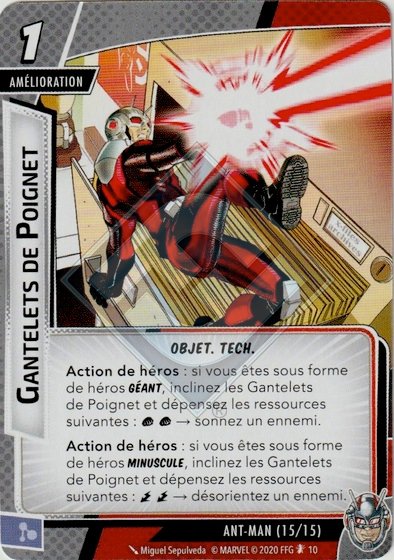 1
AMÉLIORATION
GANTELETS DE POIGNET
OBJET. TECH.
Action de héros : si vous êtes sous forme
de héros GÉANT, inclinez les Gantelets
de Poignet et dépensez les ressources
suivantes : → sonnez un ennemi.
Action de héros : si vous êtes sous forme
de héros MINUSCULE, inclinez les Gantelets
de Poignet et dépensez les ressources
suivantes : → désorientez un ennemi.
ANT-MAN (15/15)
Miguel Sepulveda © MARVEL © 2020 FFG 10